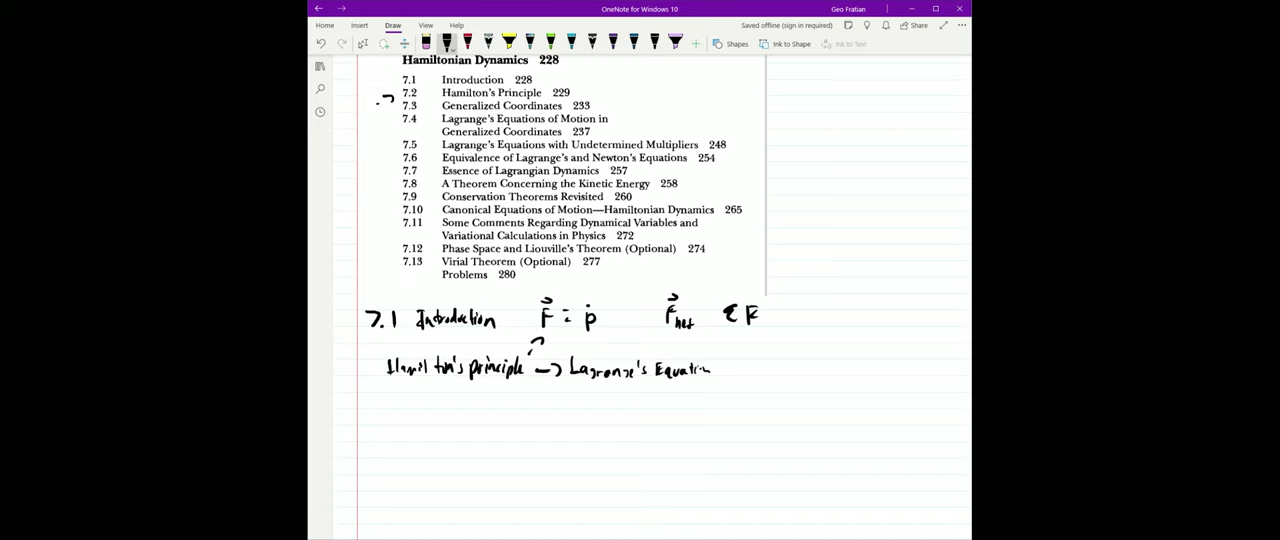 OneNote for Windows 10
Geo Fratian
Home Insert Draw View Help
Saved offline (sign in required)
Share
Shapes
Ink to Shape
Ink to Text
Hamiltonian Dynamics 228
7.1 Introduction 228
7.2 Hamilton's Principle 229
7.3 Generalized Coordinates 233
7.4 Lagrange's Equations of Motion in
Generalized Coordinates 237
7.5 Lagrange's Equations with Undetermined Multipliers 248
7.6 Equivalence of Lagrange's and Newton's Equations 254
7.7 Essence of Lagrangian Dynamics 257
7.8 A Theorem Concerning the Kinetic Energy 258
7.9 Conservation Theorems Revisited 260
7.10 Canonical Equations of Motion—Hamiltonian Dynamics 265
7.11 Some Comments Regarding Dynamical Variables and
Variational Calculations in Physics 272
7.12 Phase Space and Liouville's Theorem (Optional) 274
7.13 Virial Theorem (Optional) 277
Problems 280
7.1 Introduction F⃗ = ṗ F⃗net Σ F
Hamilton's principle → Lagrange's Equation